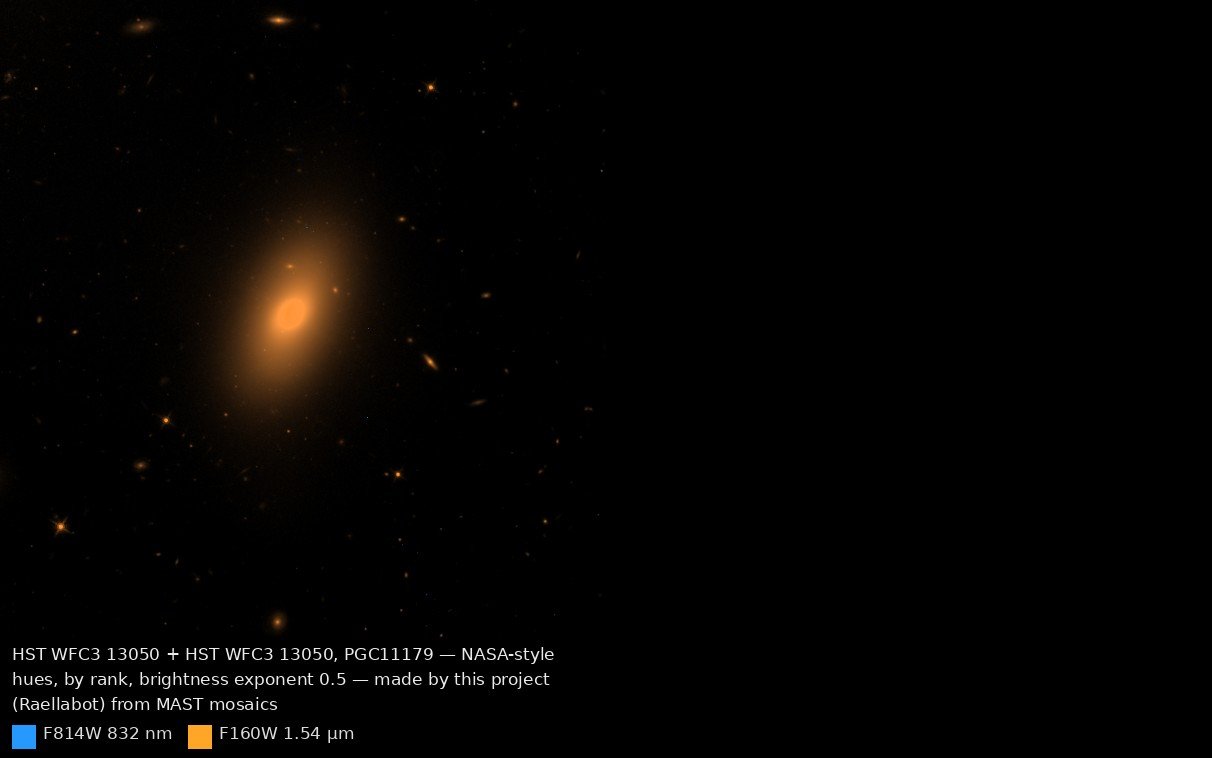 HST WFC3 13050 + HST WFC3 13050, PGC11179 — NASA-style
hues, by rank, brightness exponent 0.5 — made by this project
(Raellabot) from MAST mosaics
F814W 832 nm F160W 1.54 µm